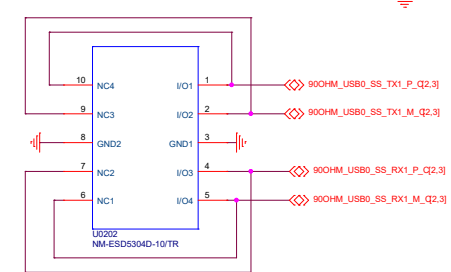 10 NC4 I/O1 1 90OHM_USB0_SS_TX1_P_C[2,3]
9 NC3 I/O2 2 90OHM_USB0_SS_TX1_M_C[2,3]
8 GND2 GND1 3
7 NC2 I/O3 4 90OHM_USB0_SS_RX1_P_C[2,3]
6 NC1 I/O4 5 90OHM_USB0_SS_RX1_M_C[2,3]
U0202
NM-ESD5304D-10/TR